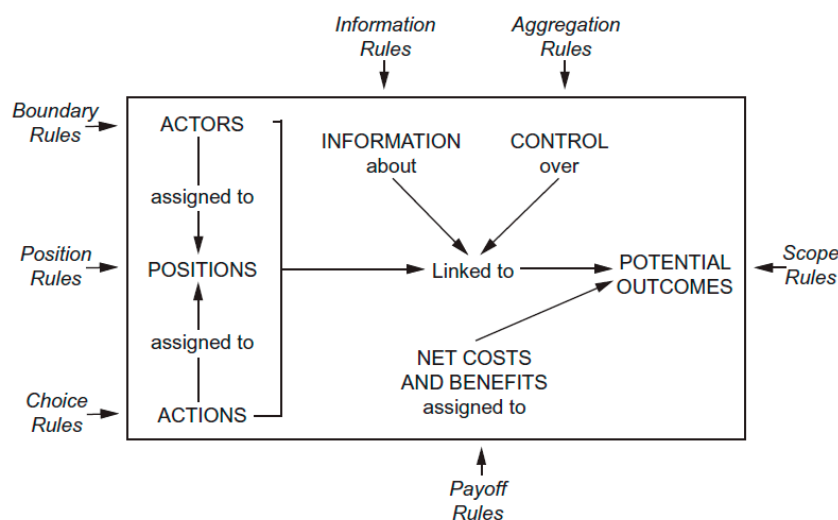 Information
Rules
Aggregation
Rules
Boundary
Rules
ACTORS
INFORMATION
about
CONTROL
over
assigned to
Position
Rules
POSITIONS
Linked to
POTENTIAL
OUTCOMES
Scope
Rules
assigned to
NET COSTS
AND BENEFITS
assigned to
Choice
Rules
ACTIONS
Payoff
Rules